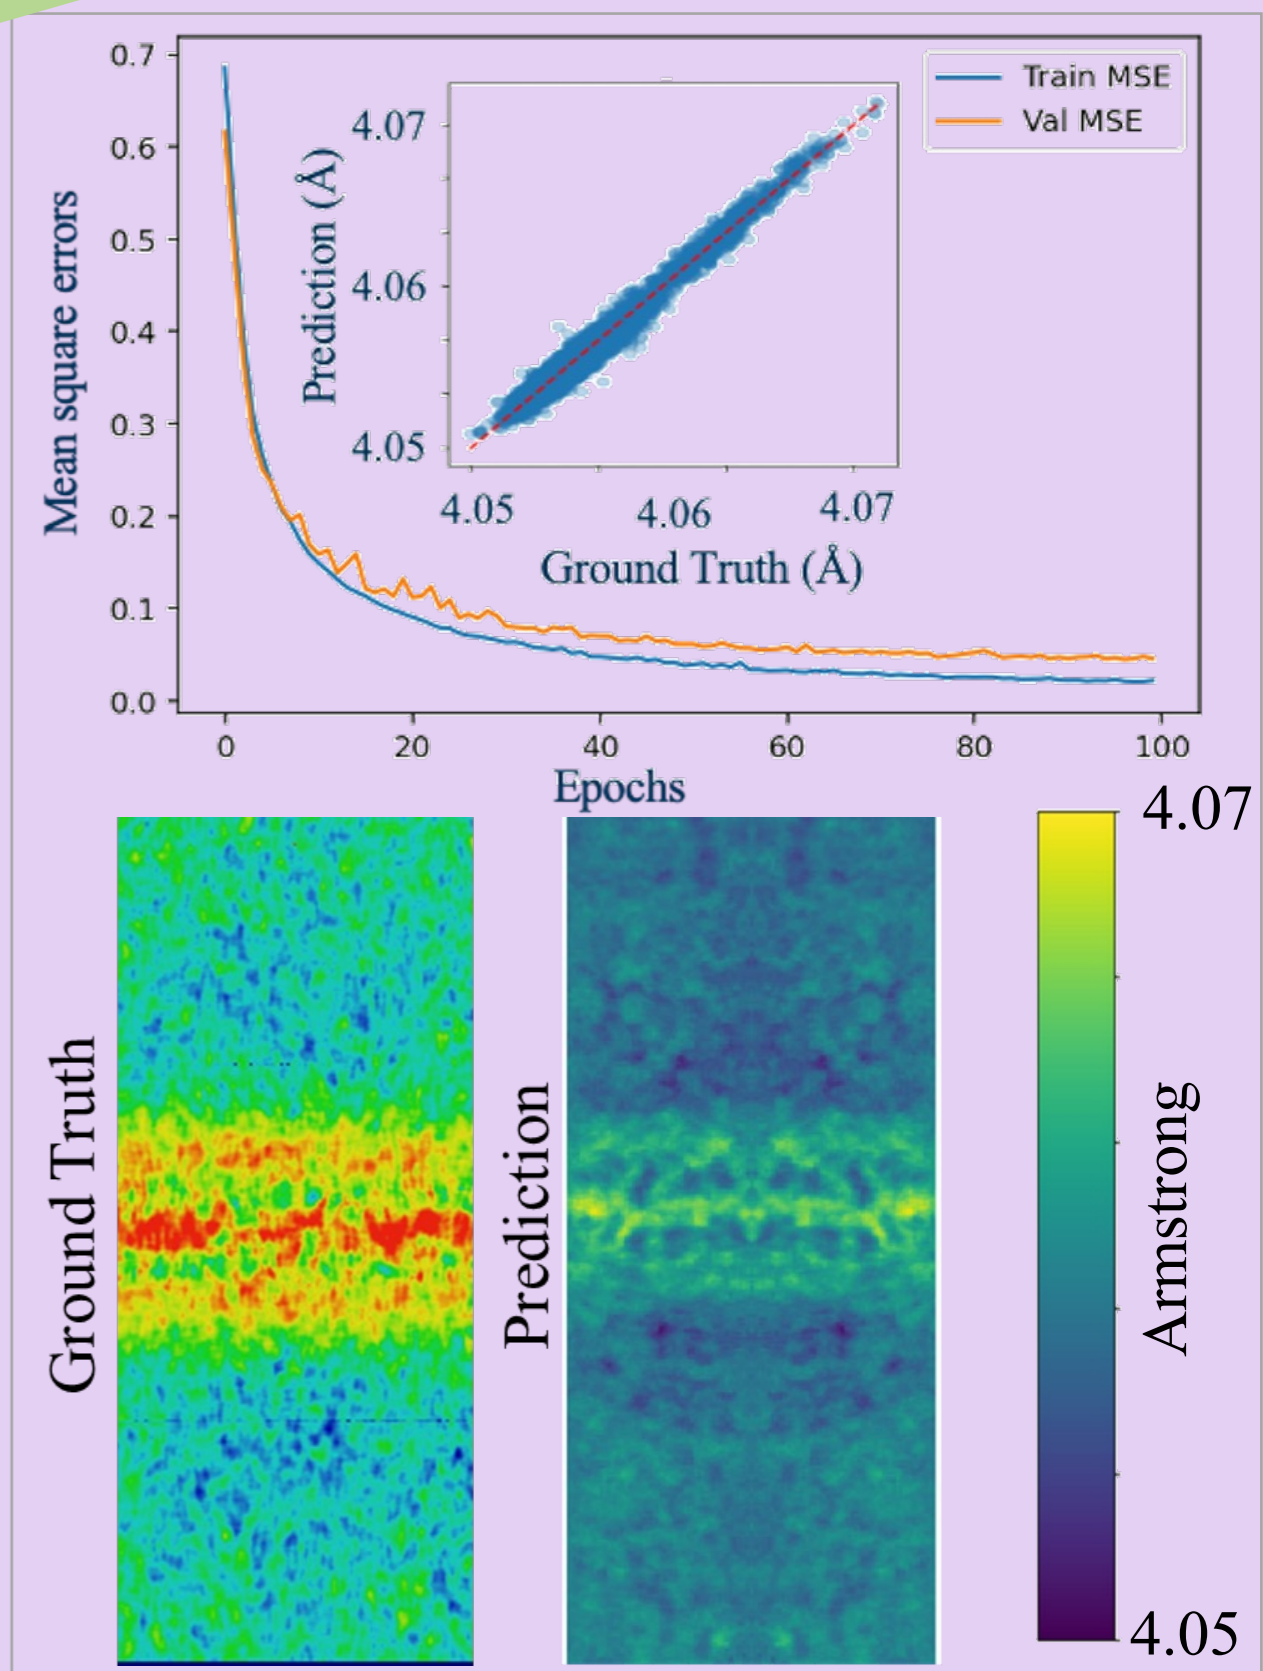 0.7
0.6
0.5
0.4
0.3
0.2
0.1
0.0
Mean square errors
Train MSE
Val MSE
4.07
4.06
4.05
Prediction (Å)
4.05 4.06 4.07
Ground Truth (Å)
0 20 40 60 80 100
Epochs
Ground Truth
Prediction
4.07
Armstrong
4.05